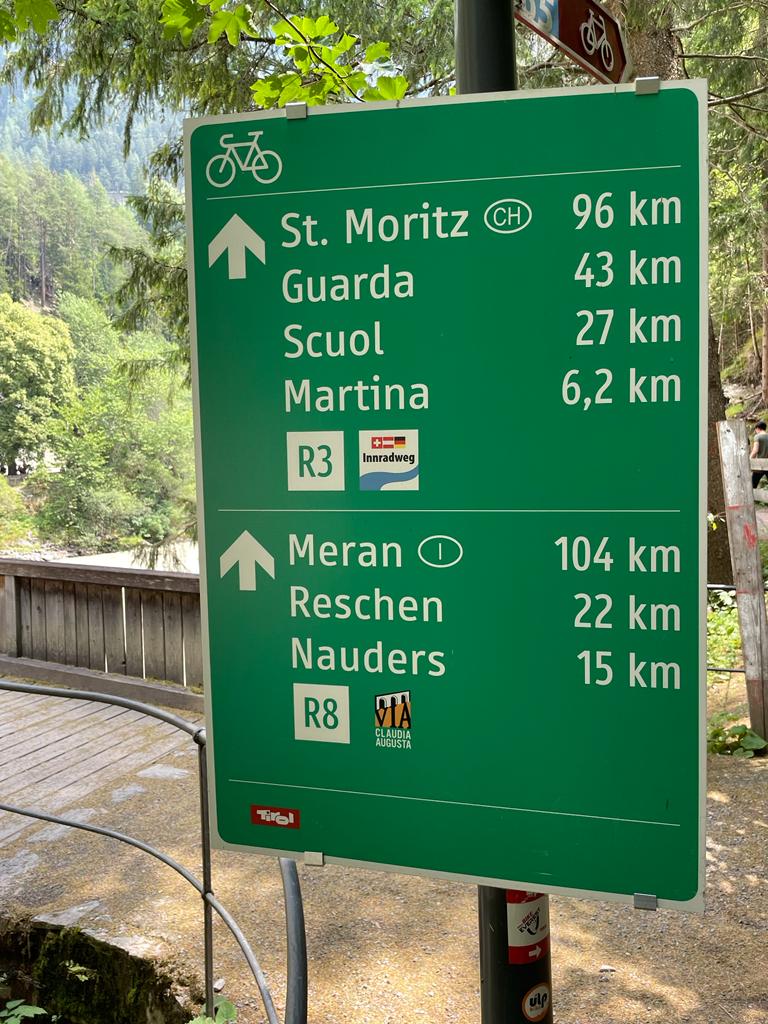 St. Moritz CH 96 km
Guarda 43 km
Scuol 27 km
Martina 6,2 km
R3 Innradweg
Meran I 104 km
Reschen 22 km
Nauders 15 km
R8 VIA
CLAUDIA
AUGUSTA
Tirol
ulp